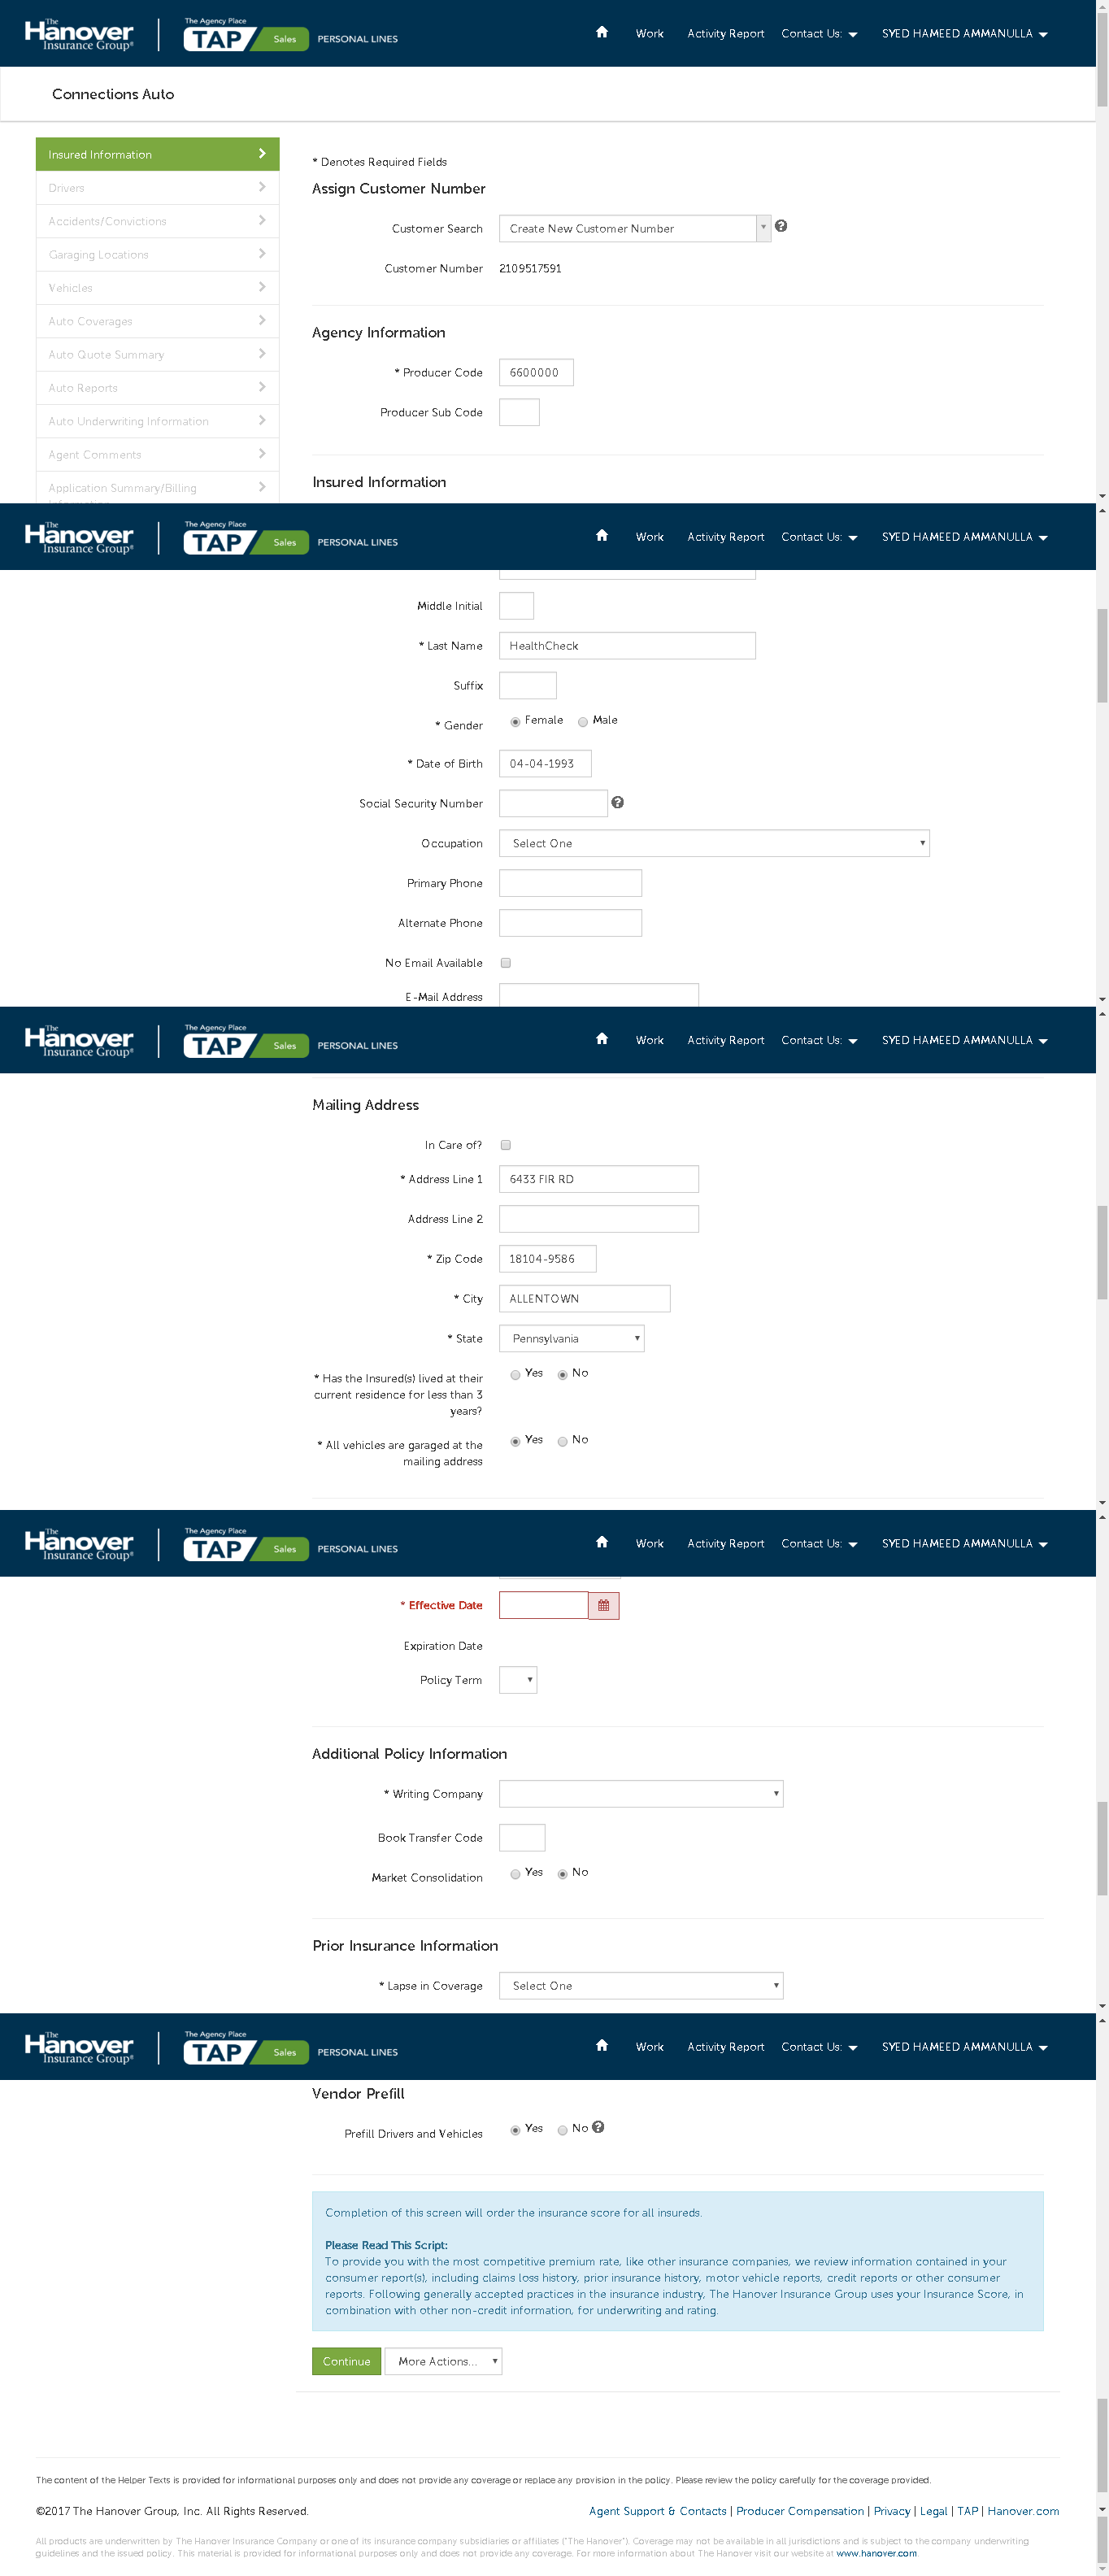 The Hanover Insurance Group® The Agency Place TAP Sales PERSONAL LINES Work Activity Report Contact Us: SYED HAMEED AMMANULLA
Connections Auto
Insured Information
Drivers
Accidents/Convictions
Garaging Locations
Vehicles
Auto Coverages
Auto Quote Summary
Auto Reports
Auto Underwriting Information
Agent Comments
Application Summary/Billing
* Denotes Required Fields
Assign Customer Number
Customer Search Create New Customer Number
Customer Number 2109517591
Agency Information
* Producer Code 6600000
Producer Sub Code
Insured Information
The Hanover Insurance Group® The Agency Place TAP Sales PERSONAL LINES Work Activity Report Contact Us: SYED HAMEED AMMANULLA
Middle Initial
* Last Name HealthCheck
Suffix
* Gender Female Male
* Date of Birth 04-04-1993
Social Security Number
Occupation Select One
Primary Phone
Alternate Phone
No Email Available
E-Mail Address
The Hanover Insurance Group® The Agency Place TAP Sales PERSONAL LINES Work Activity Report Contact Us: SYED HAMEED AMMANULLA
Mailing Address
In Care of?
* Address Line 1 6433 FIR RD
Address Line 2
* Zip Code 18104-9586
* City ALLENTOWN
* State Pennsylvania
* Has the Insured(s) lived at their Yes No
current residence for less than 3
years?
* All vehicles are garaged at the Yes No
mailing address
The Hanover Insurance Group® The Agency Place TAP Sales PERSONAL LINES Work Activity Report Contact Us: SYED HAMEED AMMANULLA
* Effective Date
Expiration Date
Policy Term
Additional Policy Information
* Writing Company
Book Transfer Code
Market Consolidation Yes No
Prior Insurance Information
* Lapse in Coverage Select One
The Hanover Insurance Group® The Agency Place TAP Sales PERSONAL LINES Work Activity Report Contact Us: SYED HAMEED AMMANULLA
Vendor Prefill
Prefill Drivers and Vehicles Yes No
Completion of this screen will order the insurance score for all insureds.
Please Read This Script:
To provide you with the most competitive premium rate, like other insurance companies, we review information contained in your
consumer report(s), including claims loss history, prior insurance history, motor vehicle reports, credit reports or other consumer
reports. Following generally accepted practices in the insurance industry, The Hanover Insurance Group uses your Insurance Score, in
combination with other non-credit information, for underwriting and rating.
Continue More Actions...
The content of the Helper Texts is provided for informational purposes only and does not provide any coverage or replace any provision in the policy. Please review the policy carefully for the coverage provided.
©2017 The Hanover Group, Inc. All Rights Reserved. Agent Support & Contacts | Producer Compensation | Privacy | Legal | TAP | Hanover.com
All products are underwritten by The Hanover Insurance Company or one of its insurance company subsidiaries or affiliates ("The Hanover"). Coverage may not be available in all jurisdictions and is subject to the company underwriting
guidelines and the issued policy. This material is provided for informational purposes only and does not provide any coverage. For more information about The Hanover visit our website at www.hanover.com.